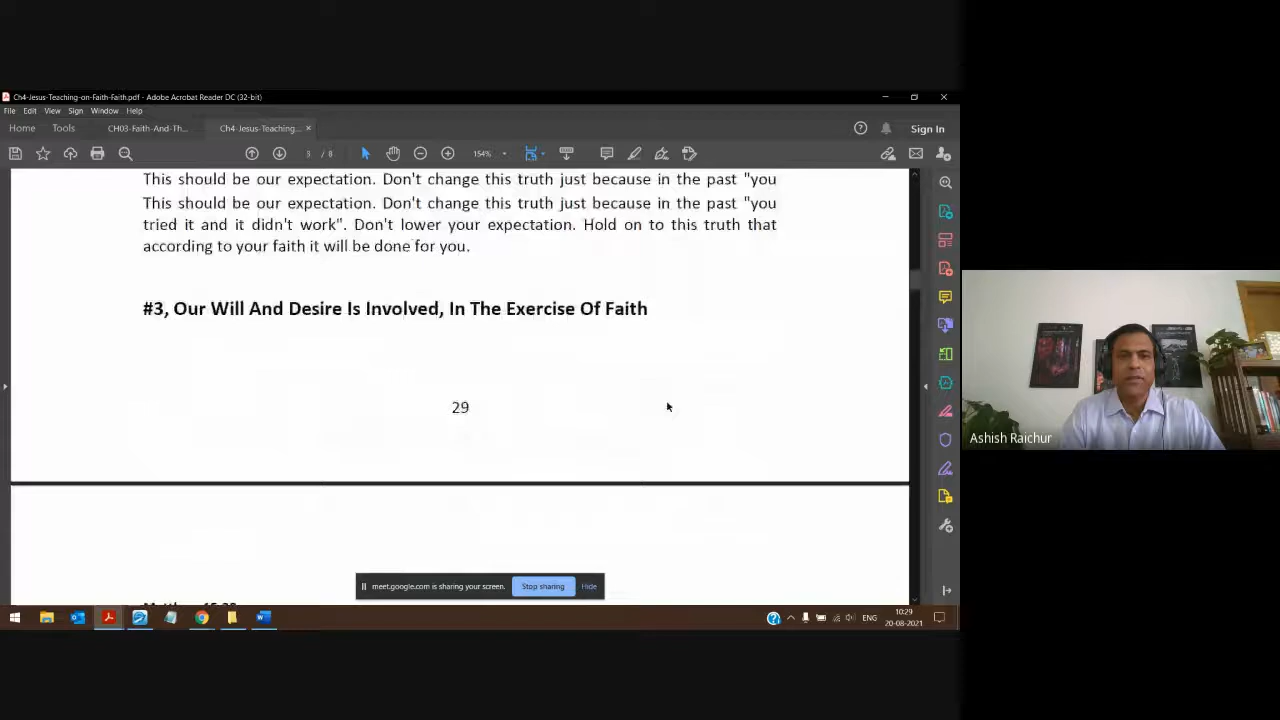 Ch4-Jesus-Teaching-on-Faith-Faith.pdf - Adobe Acrobat Reader DC (32-bit)
File Edit View Sign Window Help
Home Tools CH03-Faith-And-Th... Ch4-Jesus-Teaching... × Sign In
/ 8 154%
This should be our expectation. Don't change this truth just because in the past "you
This should be our expectation. Don't change this truth just because in the past "you
tried it and it didn't work". Don't lower your expectation. Hold on to this truth that
according to your faith it will be done for you.
#3, Our Will And Desire Is Involved, In The Exercise Of Faith
29
meet.google.com is sharing your screen. Stop sharing Hide
ENG
10:29
20-08-2021
Ashish Raichur